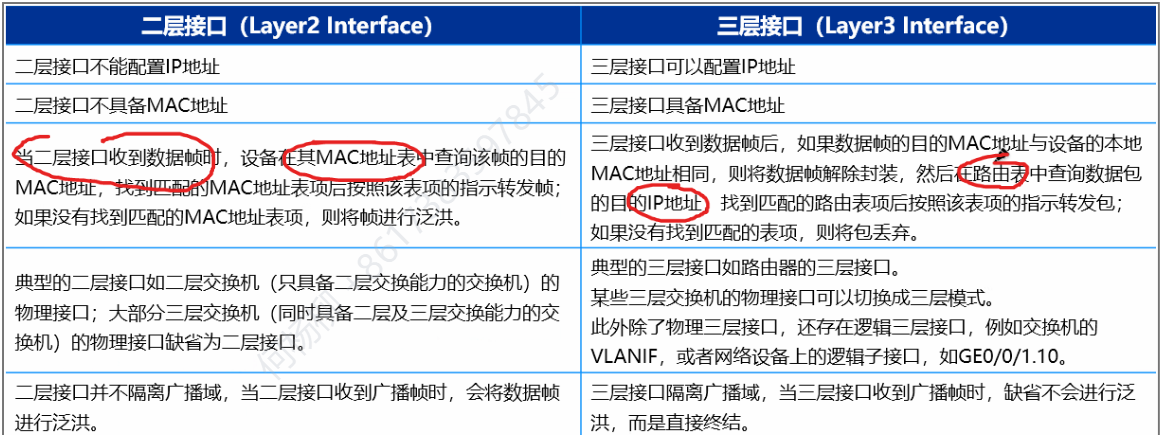 二层接口（Layer2 Interface）
三层接口（Layer3 Interface）
二层接口不能配置IP地址
三层接口可以配置IP地址
二层接口不具备MAC地址
三层接口具备MAC地址
当二层接口收到数据帧时，设备在其MAC地址表中查询该帧的目的
MAC地址，找到匹配的MAC地址表项后按照该表项的指示转发帧；
如果没有找到匹配的MAC地址表项，则将帧进行泛洪。
三层接口收到数据帧后，如果数据帧的目的MAC地址与设备的本地
MAC地址相同，则将数据帧解除封装，然后在路由表中查询数据包
的目的IP地址，找到匹配的路由表项后按照该表项的指示转发包；
如果没有找到匹配的表项，则将包丢弃。
典型的二层接口如二层交换机（只具备二层交换能力的交换机）的
物理接口；大部分三层交换机（同时具备二层及三层交换能力的交
换机）的物理接口缺省为二层接口。
典型的三层接口如路由器的三层接口。
某些三层交换机的物理接口可以切换成三层模式。
此外除了物理三层接口，还存在逻辑三层接口，例如交换机的
VLANIF，或者网络设备上的逻辑子接口，如GE0/0/1.10。
二层接口并不隔离广播域，当二层接口收到广播帧时，会将数据帧
进行泛洪。
三层接口隔离广播域，当三层接口收到广播帧时，缺省不会进行泛
洪，而是直接终结。